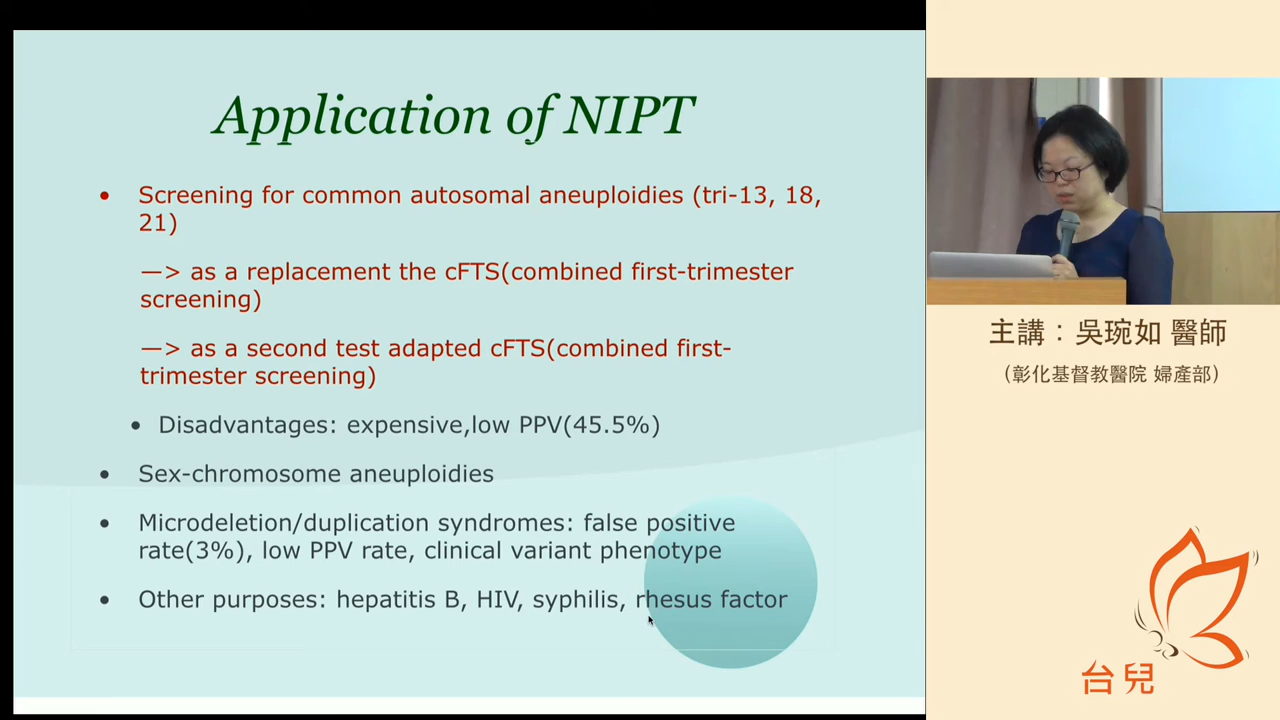 Application of NIPT
• Screening for common autosomal aneuploidies (tri-13, 18,
21)
—> as a replacement the cFTS(combined first-trimester
screening)
—> as a second test adapted cFTS(combined first-
trimester screening)
• Disadvantages: expensive,low PPV(45.5%)
• Sex-chromosome aneuploidies
• Microdeletion/duplication syndromes: false positive
rate(3%), low PPV rate, clinical variant phenotype
• Other purposes: hepatitis B, HIV, syphilis, rhesus factor
主講：吳琬如 醫師
（彰化基督教醫院 婦產部）
台兒